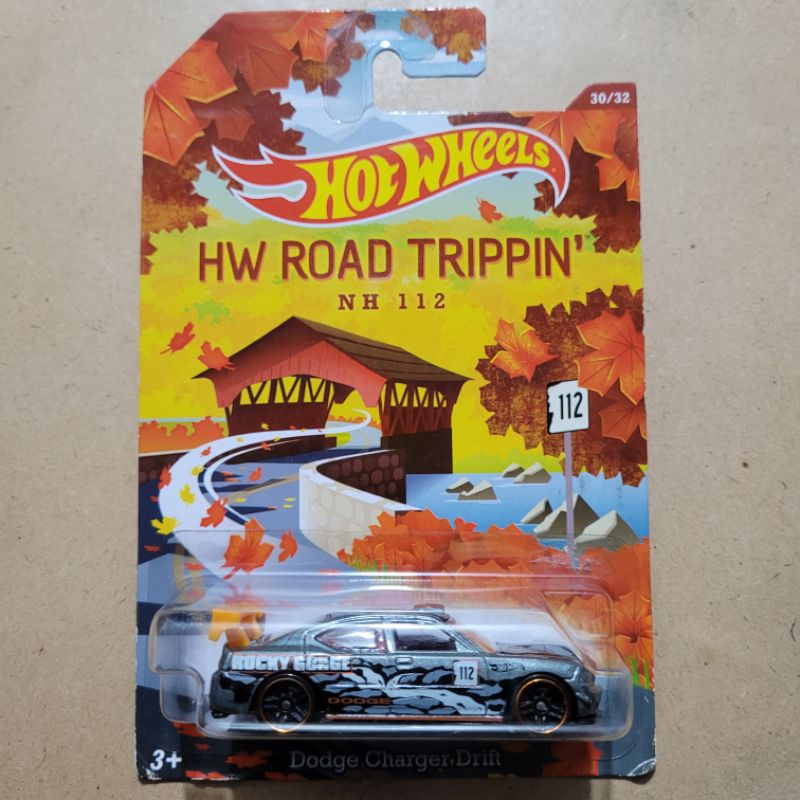 30/32
HOT WHEELS
HW ROAD TRIPPIN'
NH 112
112
ROCKY GORGE
112
DODGE
3+
Dodge Charger Drift